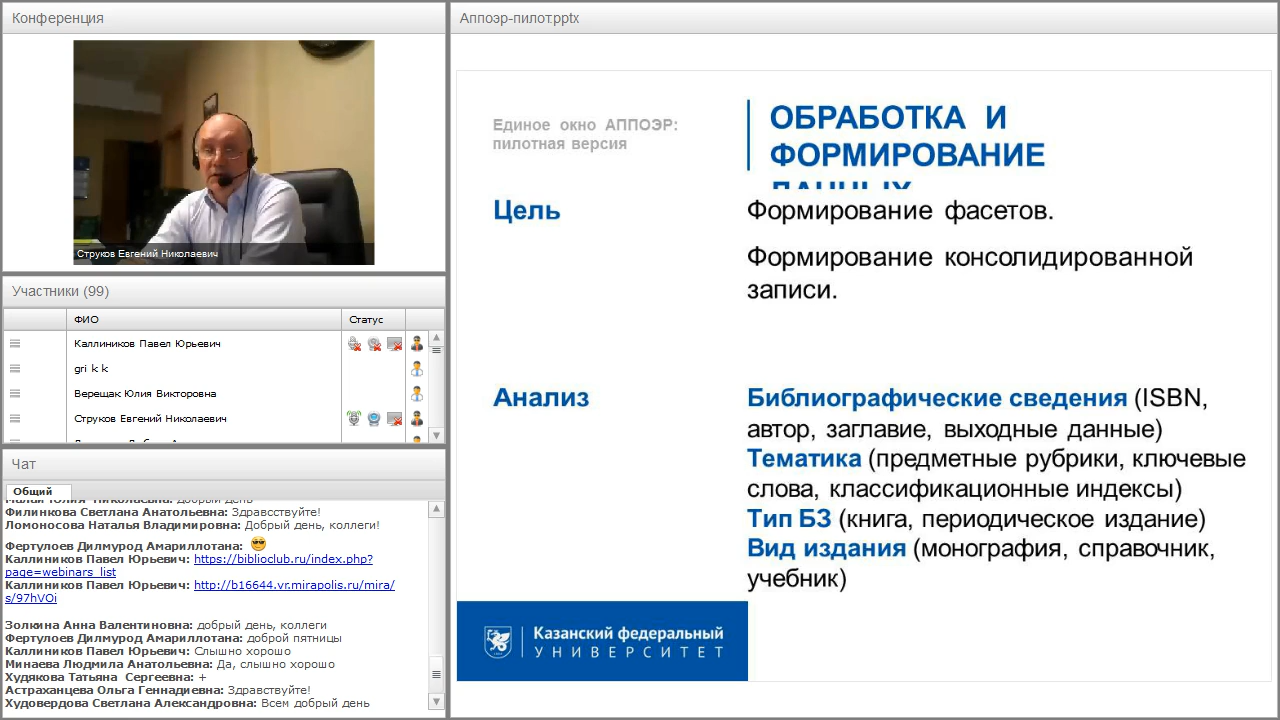 Конференция
Струков Евгений Николаевич
Участники (99)
ФИО
Статус
Каллиников Павел Юрьевич
gri k k
Верещак Юлия Викторовна
Струков Евгений Николаевич
Чат
Общий
Малай Юлия Николаевна: Добрый день
Филинкова Светлана Анатольевна: Здравсствуйте!
Ломоносова Наталья Владимировна: Добрый день, коллеги!
Фертулоев Дилмурод Амариллотана:
Каллиников Павел Юрьевич: https://biblioclub.ru/index.php?
page=webinars_list
Каллиников Павел Юрьевич: http://b16644.vr.mirapolis.ru/mira/
s/97hVOi
Золкина Анна Валентиновна: добрый день, коллеги
Фертулоев Дилмурод Амариллотана: доброй пятницы
Каллиников Павел Юрьевич: Слышно хорошо
Минаева Людмила Анатольевна: Да, слышно хорошо
Худякова Татьяна Сергеевна: +
Астраханцева Ольга Геннадиевна: Здравствуйте!
Худовердова Светлана Александровна: Всем добрый день
Аппоэр-пилот.pptx
Единое окно АППОЭР:
пилотная версия
ОБРАБОТКА И
ФОРМИРОВАНИЕ
ДАННЫХ
Цель
Формирование фасетов.
Формирование консолидированной
записи.
Анализ
Библиографические сведения (ISBN,
автор, заглавие, выходные данные)
Тематика (предметные рубрики, ключевые
слова, классификационные индексы)
Тип БЗ (книга, периодическое издание)
Вид издания (монография, справочник,
учебник)
Казанский федеральный
УНИВЕРСИТЕТ